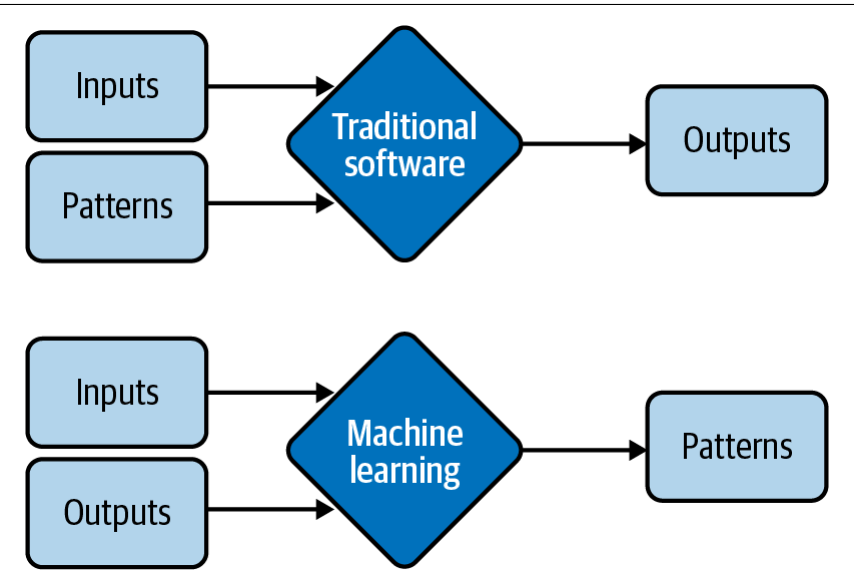 Inputs
Patterns
Traditional
software
Outputs
Inputs
Outputs
Machine
learning
Patterns